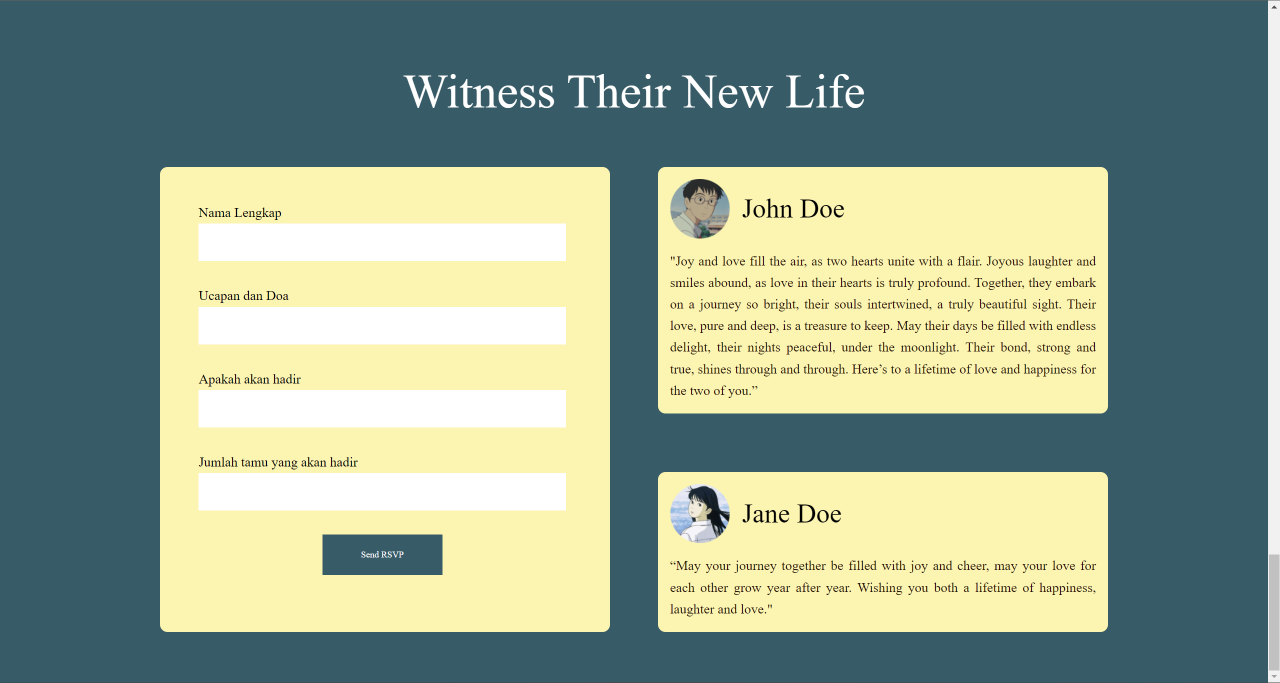 Witness Their New Life
Nama Lengkap
Ucapan dan Doa
Apakah akan hadir
Jumlah tamu yang akan hadir
Send RSVP
John Doe
"Joy and love fill the air, as two hearts unite with a flair. Joyous laughter and
smiles abound, as love in their hearts is truly profound. Together, they embark
on a journey so bright, their souls intertwined, a truly beautiful sight. Their
love, pure and deep, is a treasure to keep. May their days be filled with endless
delight, their nights peaceful, under the moonlight. Their bond, strong and
true, shines through and through. Here’s to a lifetime of love and happiness for
the two of you.”
Jane Doe
“May your journey together be filled with joy and cheer, may your love for
each other grow year after year. Wishing you both a lifetime of happiness,
laughter and love."